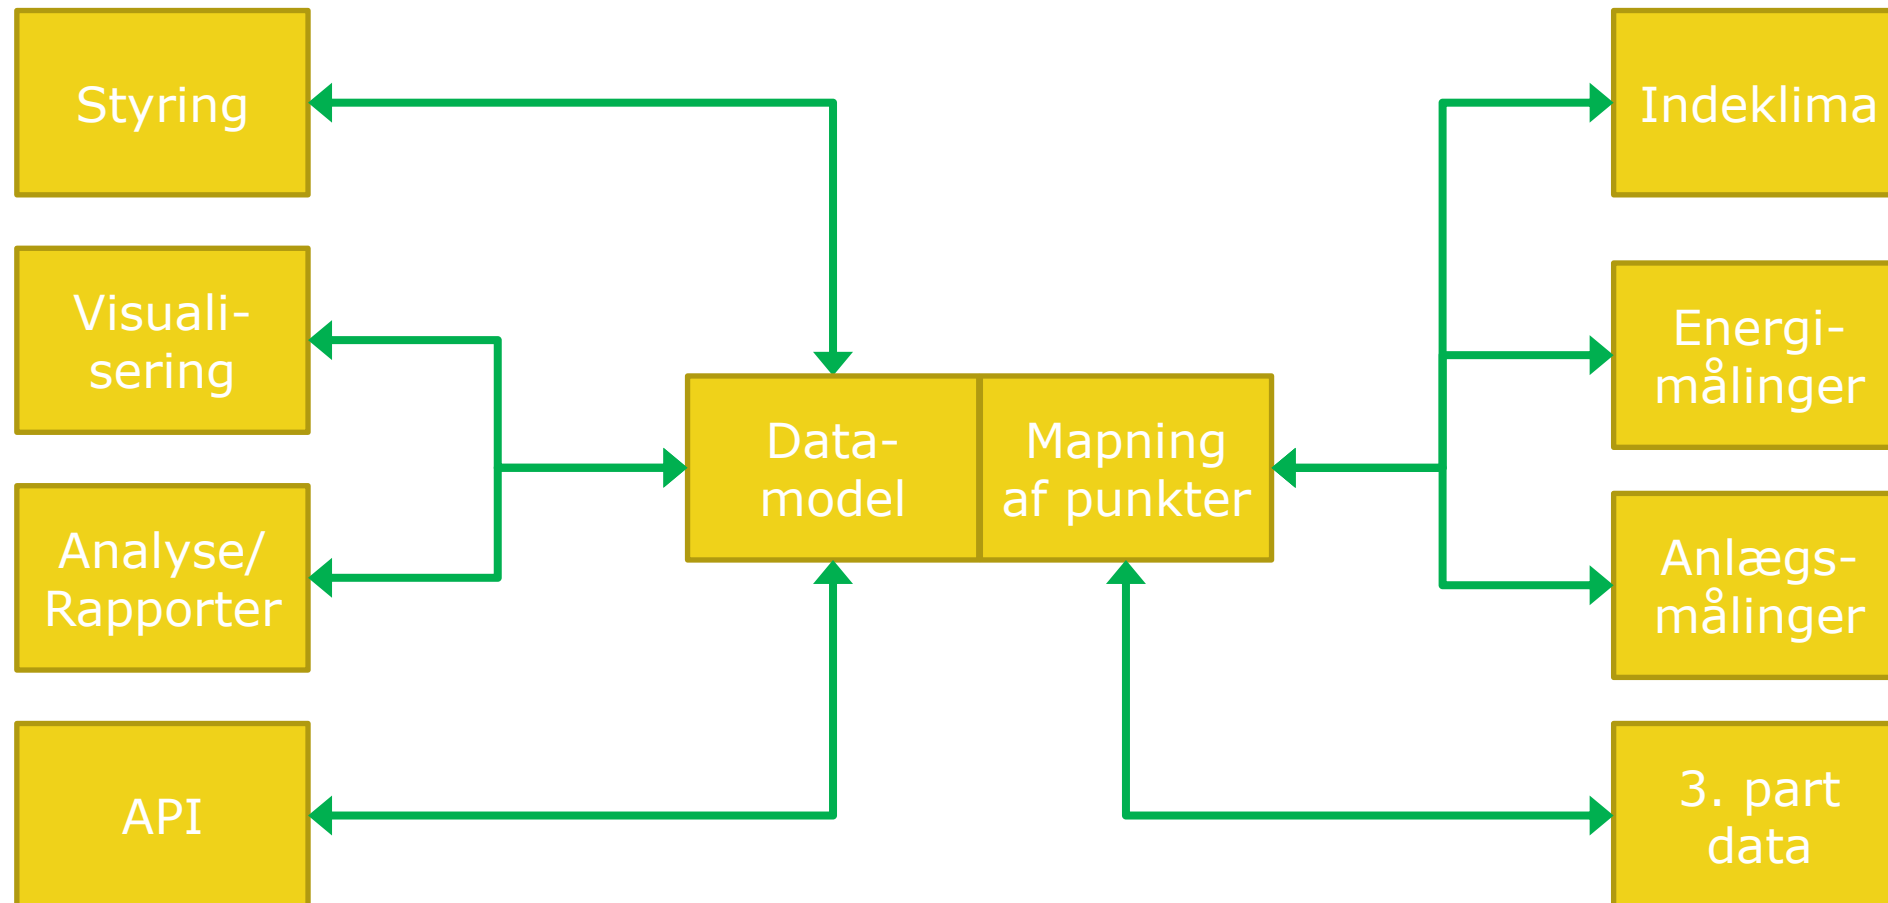 Styring
Visuali-
sering
Analyse/
Rapporter
API
Data-
model
Mapning
af punkter
Indeklima
Energi-
målinger
Anlægs-
målinger
3. part
data